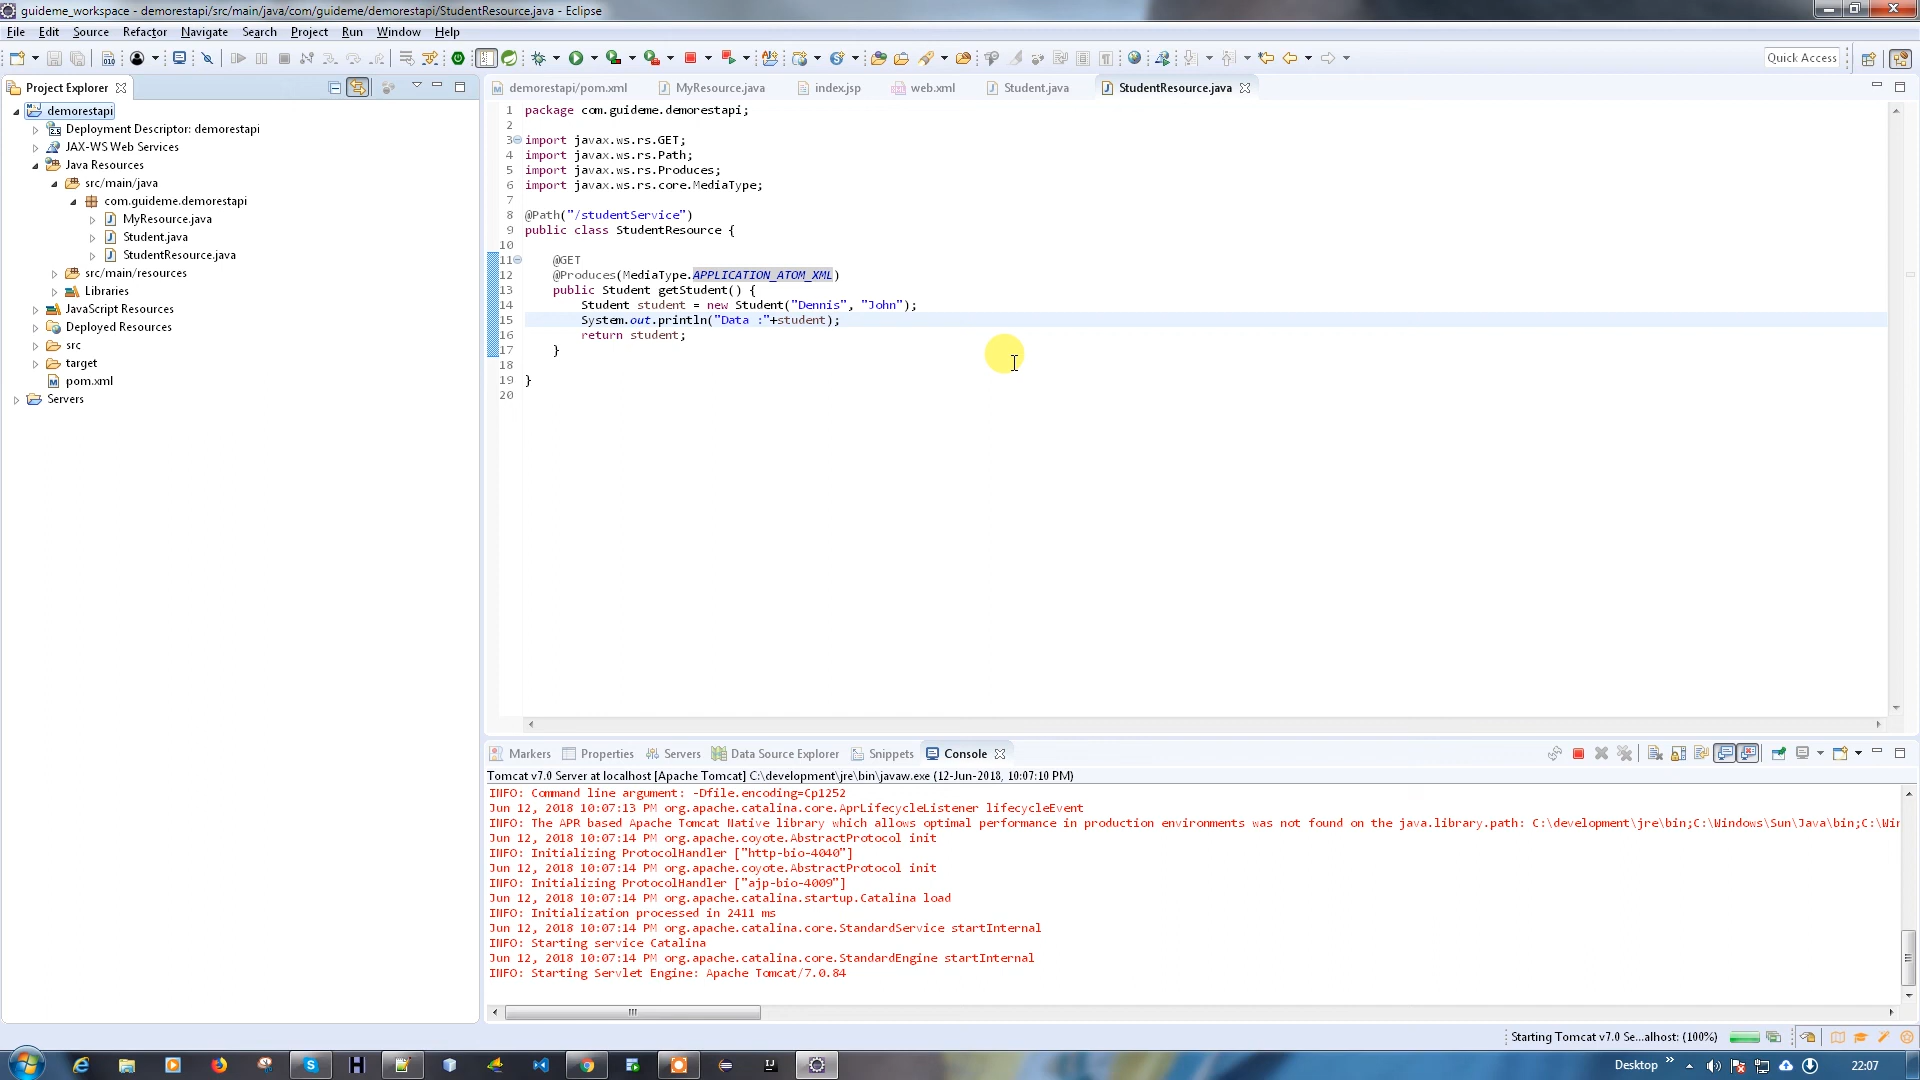 guideme_workspace - demorestapi/src/main/java/com/guideme/demorestapi/StudentResource.java - Eclipse
File Edit Source Refactor Navigate Search Project Run Window Help
Quick Access
Project Explorer
demorestapi
Deployment Descriptor: demorestapi
JAX-WS Web Services
Java Resources
src/main/java
com.guideme.demorestapi
MyResource.java
Student.java
StudentResource.java
src/main/resources
Libraries
JavaScript Resources
Deployed Resources
src
target
pom.xml
Servers
demorestapi/pom.xml MyResource.java index.jsp web.xml Student.java StudentResource.java
1 package com.guideme.demorestapi;
2
3 import javax.ws.rs.GET;
4 import javax.ws.rs.Path;
5 import javax.ws.rs.Produces;
6 import javax.ws.rs.core.MediaType;
7
8 @Path("/studentService")
9 public class StudentResource {
10
11 @GET
12 @Produces(MediaType.APPLICATION_ATOM_XML)
13 public Student getStudent() {
14 Student student = new Student("Dennis", "John");
15 System.out.println("Data :"+student);
16 return student;
17 }
18
19 }
20
Markers Properties Servers Data Source Explorer Snippets Console
Tomcat v7.0 Server at localhost [Apache Tomcat] C:\development\jre\bin\javaw.exe (12-Jun-2018, 10:07:10 PM)
INFO: Command line argument: -Dfile.encoding=Cp1252
Jun 12, 2018 10:07:13 PM org.apache.catalina.core.AprLifecycleListener lifecycleEvent
INFO: The APR based Apache Tomcat Native library which allows optimal performance in production environments was not found on the java.library.path: C:\development\jre\bin;C:\Windows\Sun\Java\bin;C:\Wir
Jun 12, 2018 10:07:14 PM org.apache.coyote.AbstractProtocol init
INFO: Initializing ProtocolHandler ["http-bio-4040"]
Jun 12, 2018 10:07:14 PM org.apache.coyote.AbstractProtocol init
INFO: Initializing ProtocolHandler ["ajp-bio-4009"]
Jun 12, 2018 10:07:14 PM org.apache.catalina.startup.Catalina load
INFO: Initialization processed in 2411 ms
Jun 12, 2018 10:07:14 PM org.apache.catalina.core.StandardService startInternal
INFO: Starting service Catalina
Jun 12, 2018 10:07:14 PM org.apache.catalina.core.StandardEngine startInternal
INFO: Starting Servlet Engine: Apache Tomcat/7.0.84
Starting Tomcat v7.0 Se...alhost: (100%)
Desktop
22:07